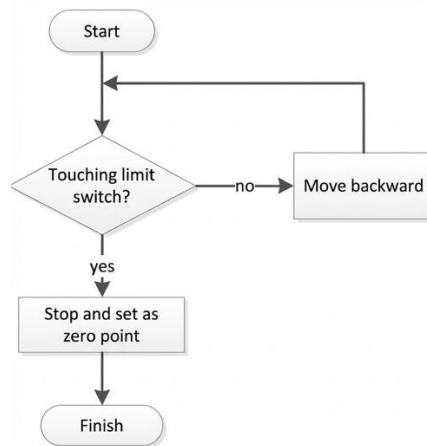 Start
Touching limit
switch?
no
Move backward
yes
Stop and set as
zero point
Finish